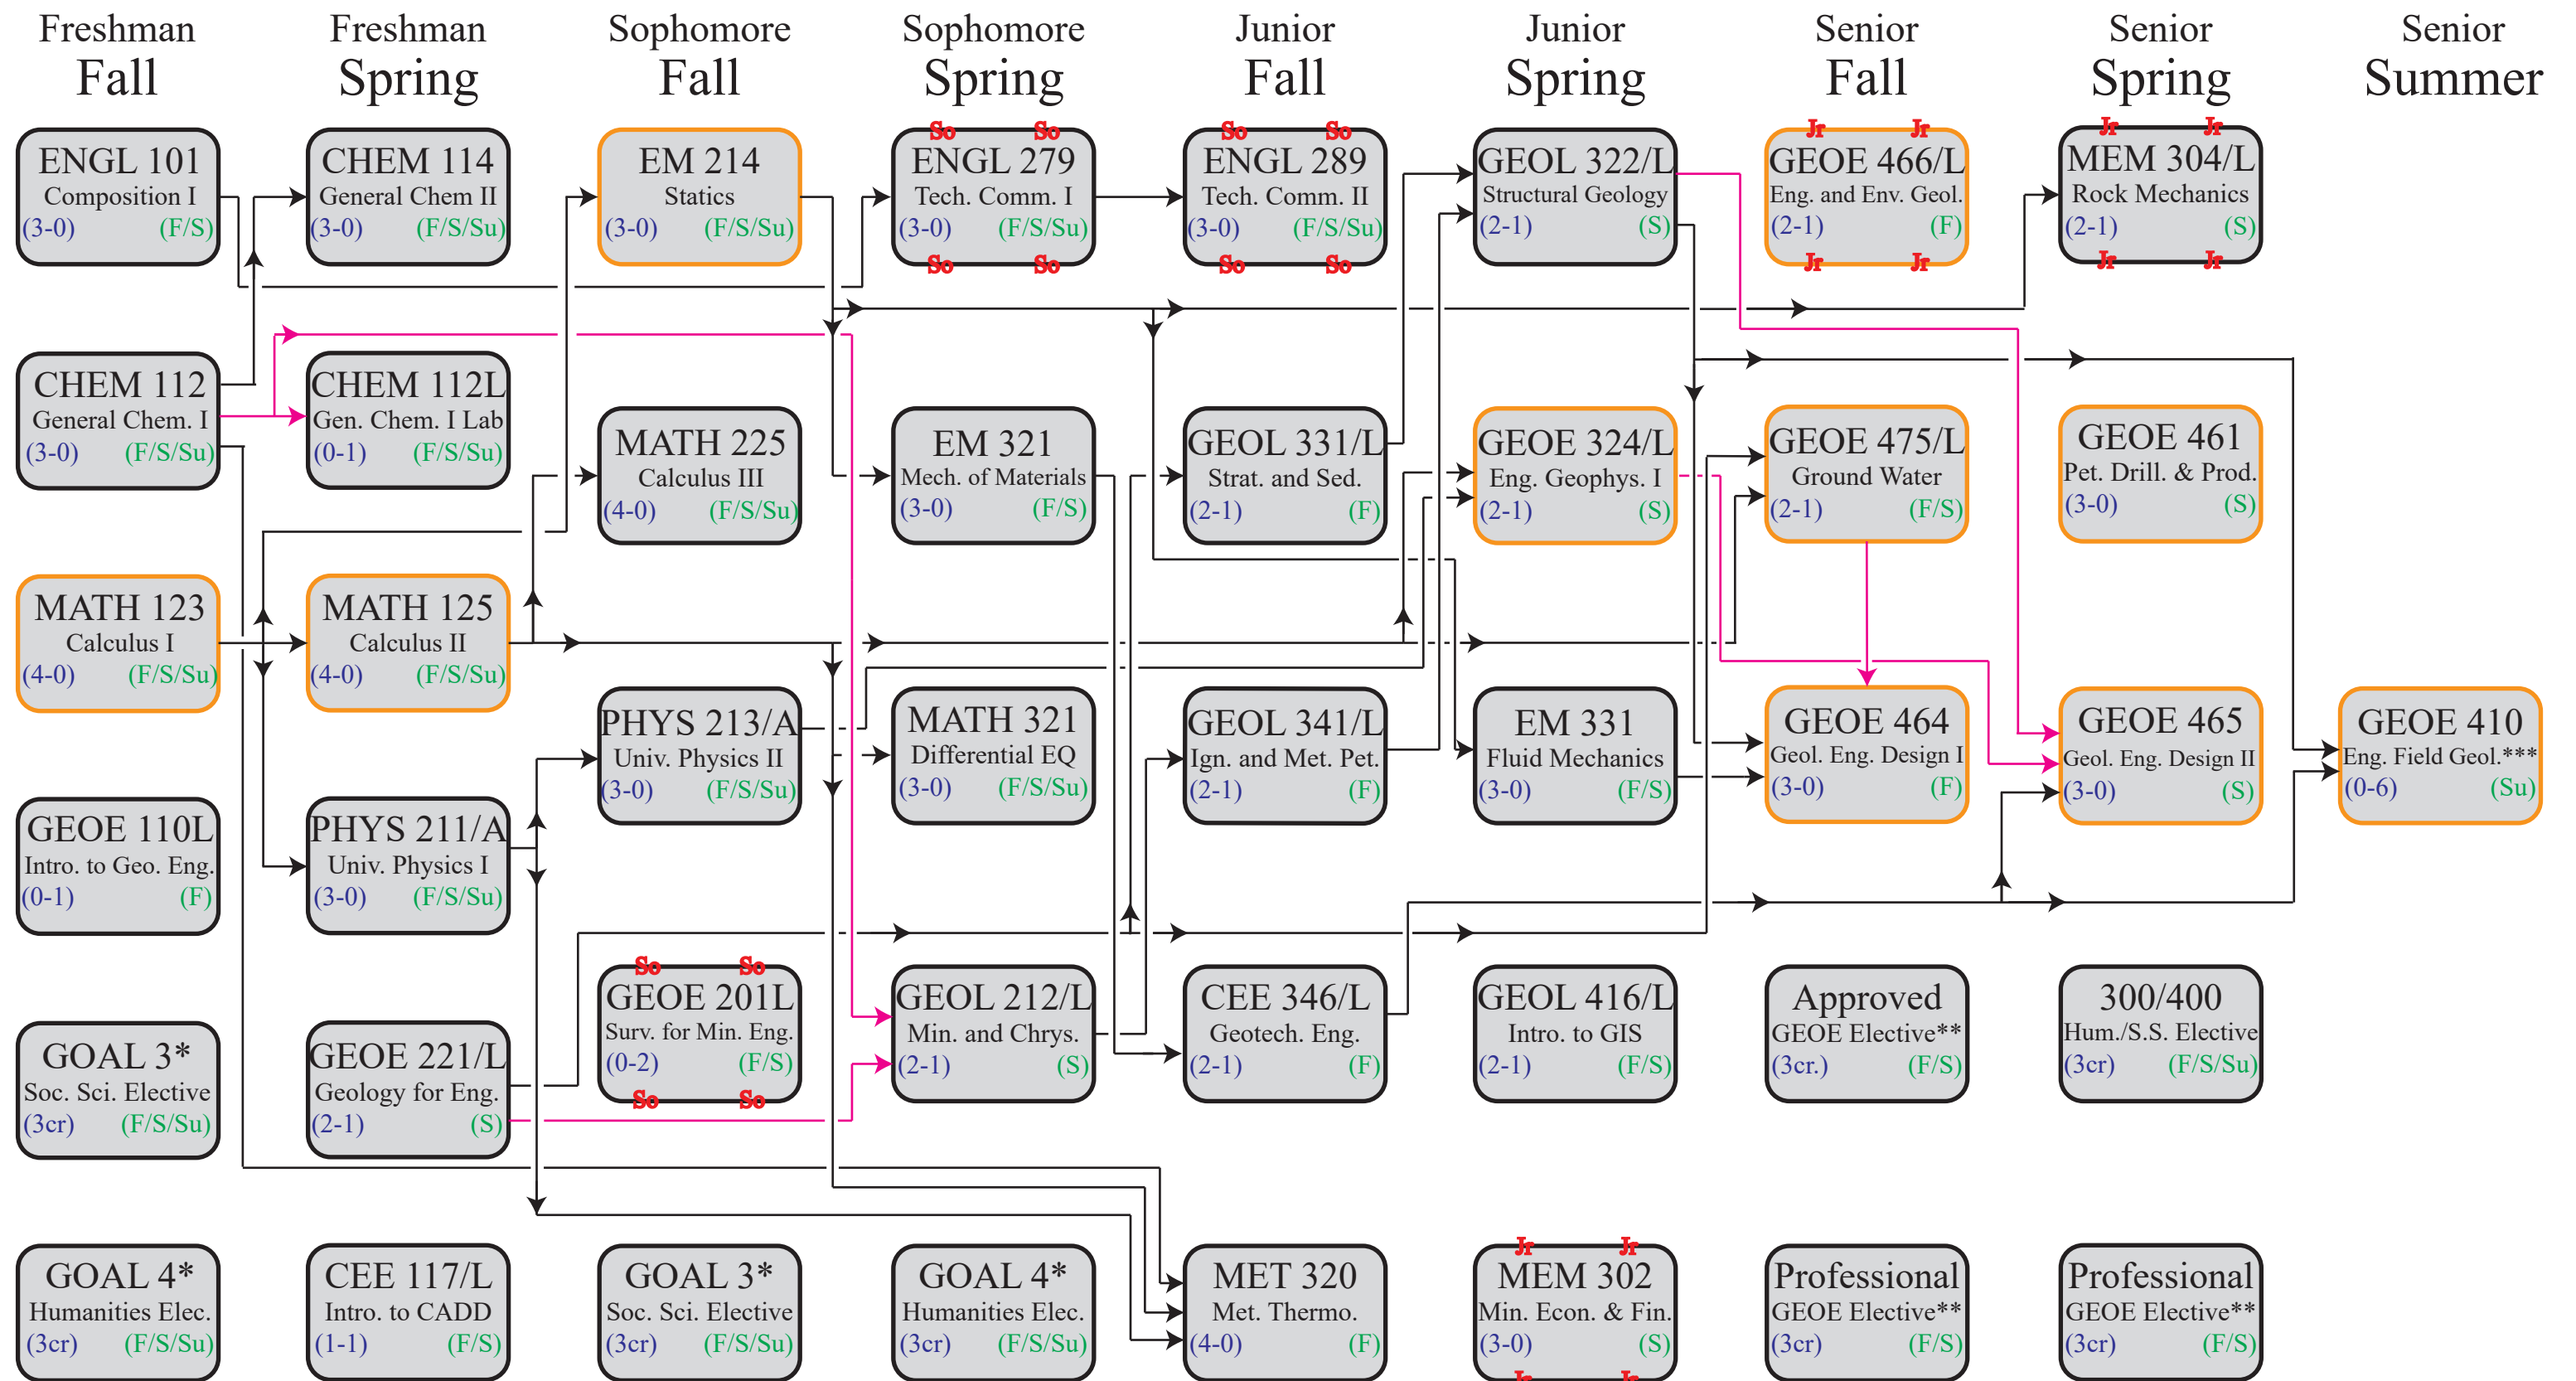 Freshman
Fall
Freshman
Spring
Sophomore
Fall
Sophomore
Spring
Junior
Fall
Junior
Spring
Senior
Fall
Senior
Spring
Senior
Summer
ENGL 101
Composition I
(3-0) (F/S)
CHEM 112
General Chem. I
(3-0) (F/S/Su)
MATH 123
Calculus I
(4-0) (F/S/Su)
GEOE 110L
Intro. to Geo. Eng.
(0-1) (F)
GOAL 3*
Soc. Sci. Elective
(3cr) (F/S/Su)
GOAL 4*
Humanities Elec.
(3cr) (F/S/Su)
CHEM 114
General Chem II
(3-0) (F/S/Su)
CHEM 112L
Gen. Chem. I Lab
(0-1) (F/S/Su)
MATH 125
Calculus II
(4-0) (F/S/Su)
PHYS 211/A
Univ. Physics I
(3-0) (F/S/Su)
GEOE 221/L
Geology for Eng.
(2-1) (S)
CEE 117/L
Intro. to CADD
(1-1) (F/S)
EM 214
Statics
(3-0) (F/S/Su)
MATH 225
Calculus III
(4-0) (F/S/Su)
PHYS 213/A
Univ. Physics II
(3-0) (F/S/Su)
So So
GEOE 201L
Surv. for Min. Eng.
(0-2) (F/S)
So So
GOAL 3*
Soc. Sci. Elective
(3cr) (F/S/Su)
So So
ENGL 279
Tech. Comm. I
(3-0) (F/S/Su)
So So
EM 321
Mech. of Materials
(3-0) (F/S)
MATH 321
Differential EQ
(3-0) (F/S/Su)
GEOL 212/L
Min. and Chrys.
(2-1) (S)
GOAL 4*
Humanities Elec.
(3cr) (F/S/Su)
So So
ENGL 289
Tech. Comm. II
(3-0) (F/S/Su)
So So
GEOL 331/L
Strat. and Sed.
(2-1) (F)
GEOL 341/L
Ign. and Met. Pet.
(2-1) (F)
CEE 346/L
Geotech. Eng.
(2-1) (F)
MET 320
Met. Thermo.
(4-0) (F)
GEOL 322/L
Structural Geology
(2-1) (S)
GEOE 324/L
Eng. Geophys. I
(2-1) (S)
EM 331
Fluid Mechanics
(3-0) (F/S)
GEOL 416/L
Intro. to GIS
(2-1) (F/S)
Jr Jr
MEM 302
Min. Econ. & Fin.
(3-0) (S)
Jr Jr
Jr Jr
GEOE 466/L
Eng. and Env. Geol.
(2-1) (F)
Jr Jr
GEOE 475/L
Ground Water
(2-1) (F/S)
GEOE 464
Geol. Eng. Design I
(3-0) (F)
Approved
GEOE Elective**
(3cr.) (F/S)
Professional
GEOE Elective**
(3cr) (F/S)
Jr Jr
MEM 304/L
Rock Mechanics
(2-1) (S)
Jr Jr
GEOE 461
Pet. Drill. & Prod.
(3-0) (S)
GEOE 465
Geol. Eng. Design II
(3-0) (S)
300/400
Hum./S.S. Elective
(3cr) (F/S/Su)
Professional
GEOE Elective**
(3cr) (F/S)
GEOE 410
Eng. Field Geol.***
(0-6) (Su)